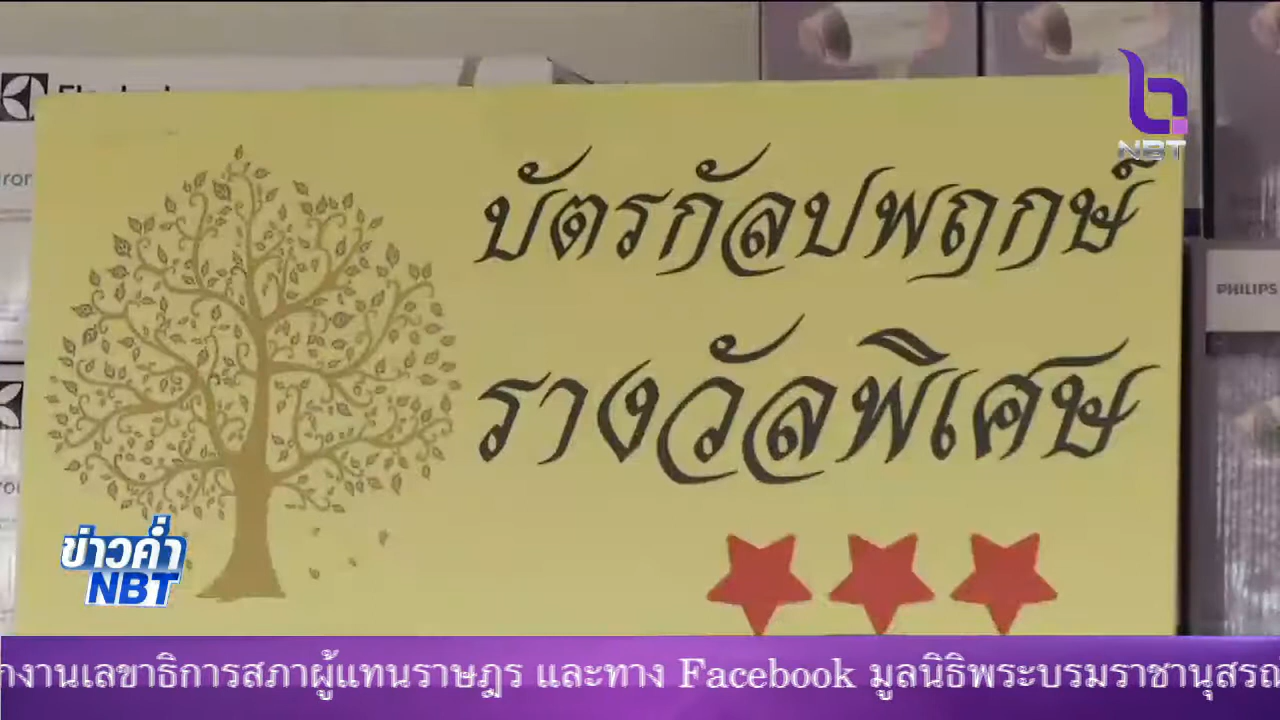 NBT
บัตรกัลปพฤกษ์
รางวัลพิเศษ
PHILIPS
ข่าวค่ำ
NBT
งานเลขาธิการสภาผู้แทนราษฎร และทาง Facebook มูลนิธิพระบรมราชานุสรณ์